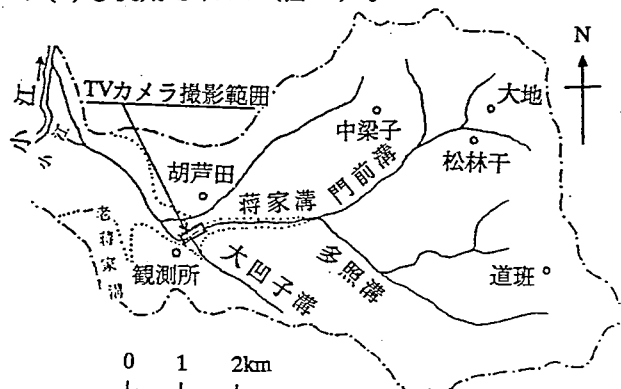 N
TVカメラ撮影範囲
小江
小江
大地
中梁子
松林干
胡芦田
蒋家溝
門前溝
老蒋家溝
観測所
大凹子溝
多照溝
道班
0 1 2km